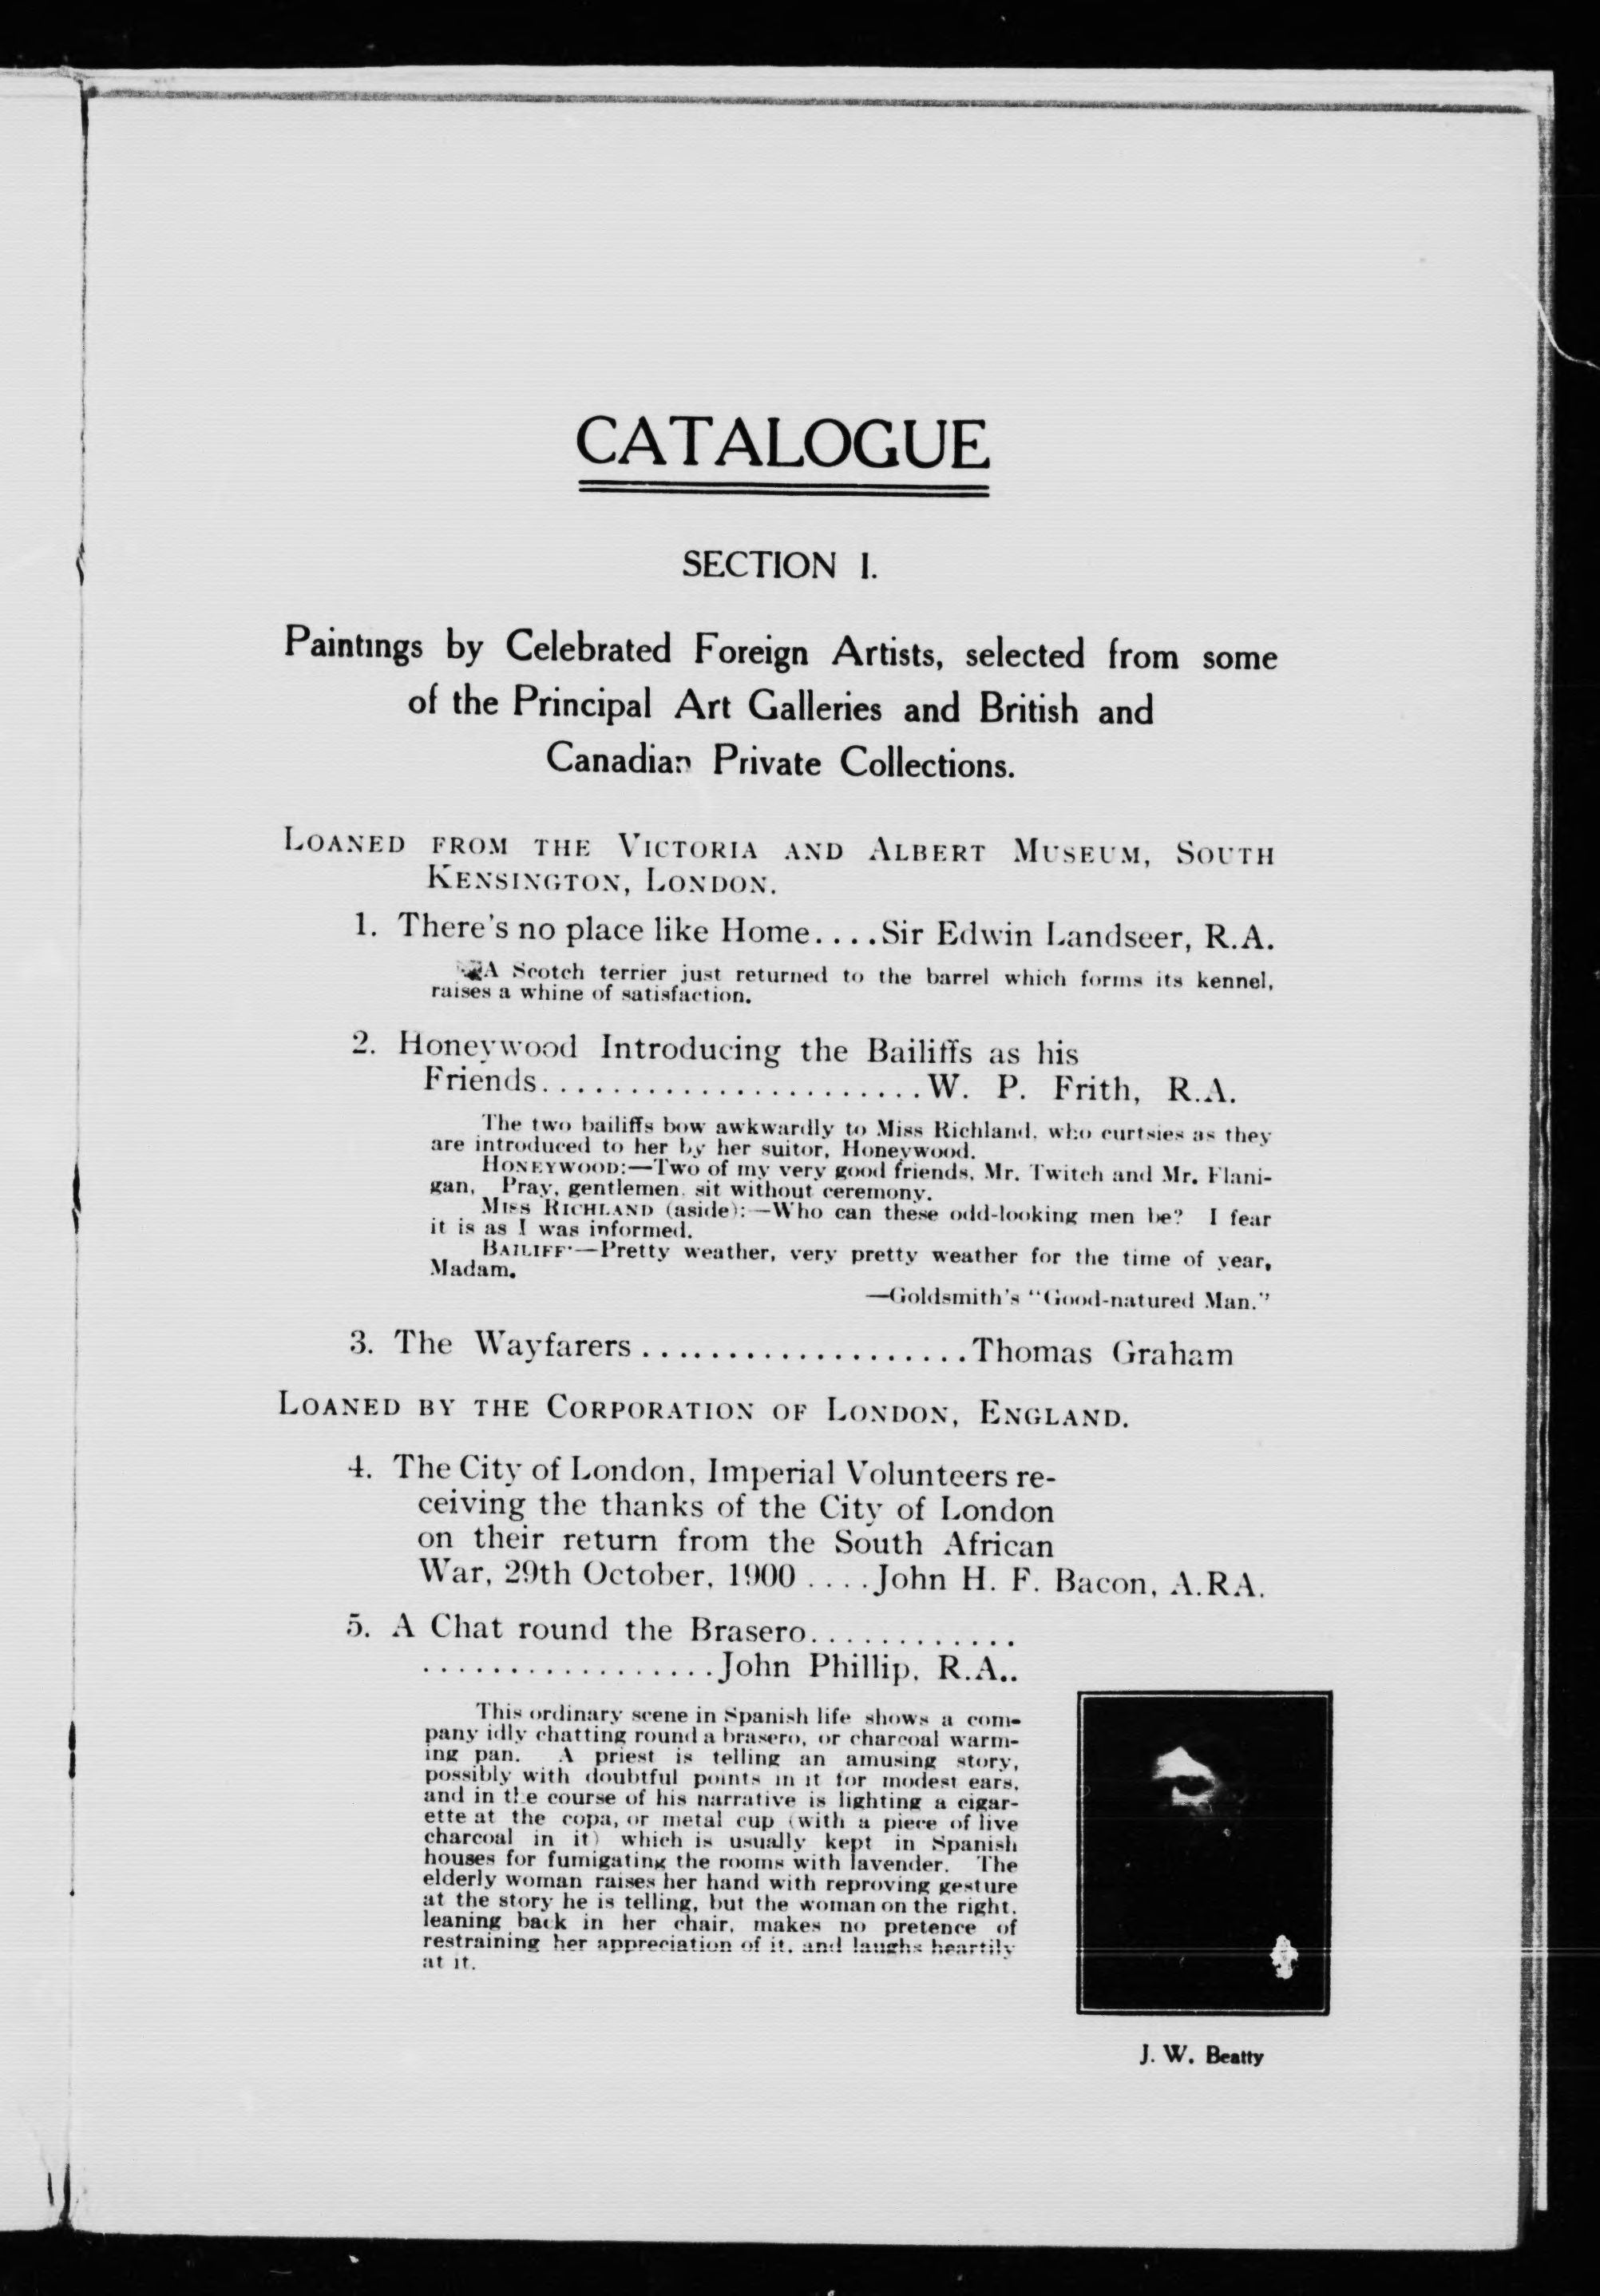 CATALOGUE
SECTION I.
Paintings by Celebrated Foreign Artists, selected from some
of the Principal Art Galleries and British and
Canadian Private Collections.
LOANED FROM THE VICTORIA AND ALBERT MUSEUM, SOUTH
KENSINGTON, LONDON.
1. There's no place like Home....Sir Edwin Landseer, R.A.
A Scotch terrier just returned to the barrel which forms its kennel,
raises a whine of satisfaction.
2. Honeywood Introducing the Bailiffs as his
Friends......................W. P. Frith, R.A.
The two bailiffs bow awkwardly to Miss Richland, who curtsies as they
are introduced to her by her suitor, Honeywood.
HONEYWOOD:—Two of my very good friends, Mr. Twitch and Mr. Flani-
gan, Pray, gentlemen, sit without ceremony.
MISS RICHLAND (aside):—Who can these odd-looking men be? I fear
it is as I was informed.
BAILIFF·—Pretty weather, very pretty weather for the time of year,
Madam.
—Goldsmith's "Good-natured Man."
3. The Wayfarers...................Thomas Graham
LOANED BY THE CORPORATION OF LONDON, ENGLAND.
4. The City of London, Imperial Volunteers re-
ceiving the thanks of the City of London
on their return from the South African
War, 29th October, 1900 ....John H. F. Bacon, A.R.A.
5. A Chat round the Brasero............
.................John Phillip, R.A..
This ordinary scene in Spanish life shows a com-
pany idly chatting round a brasero, or charcoal warm-
ing pan. A priest is telling an amusing story,
possibly with doubtful points in it for modest ears,
and in the course of his narrative is lighting a cigar-
ette at the copa, or metal cup (with a piece of live
charcoal in it) which is usually kept in Spanish
houses for fumigating the rooms with lavender. The
elderly woman raises her hand with reproving gesture
at the story he is telling, but the woman on the right,
leaning back in her chair, makes no pretence of
restraining her appreciation of it, and laughs heartily
at it.
J. W. Beatty